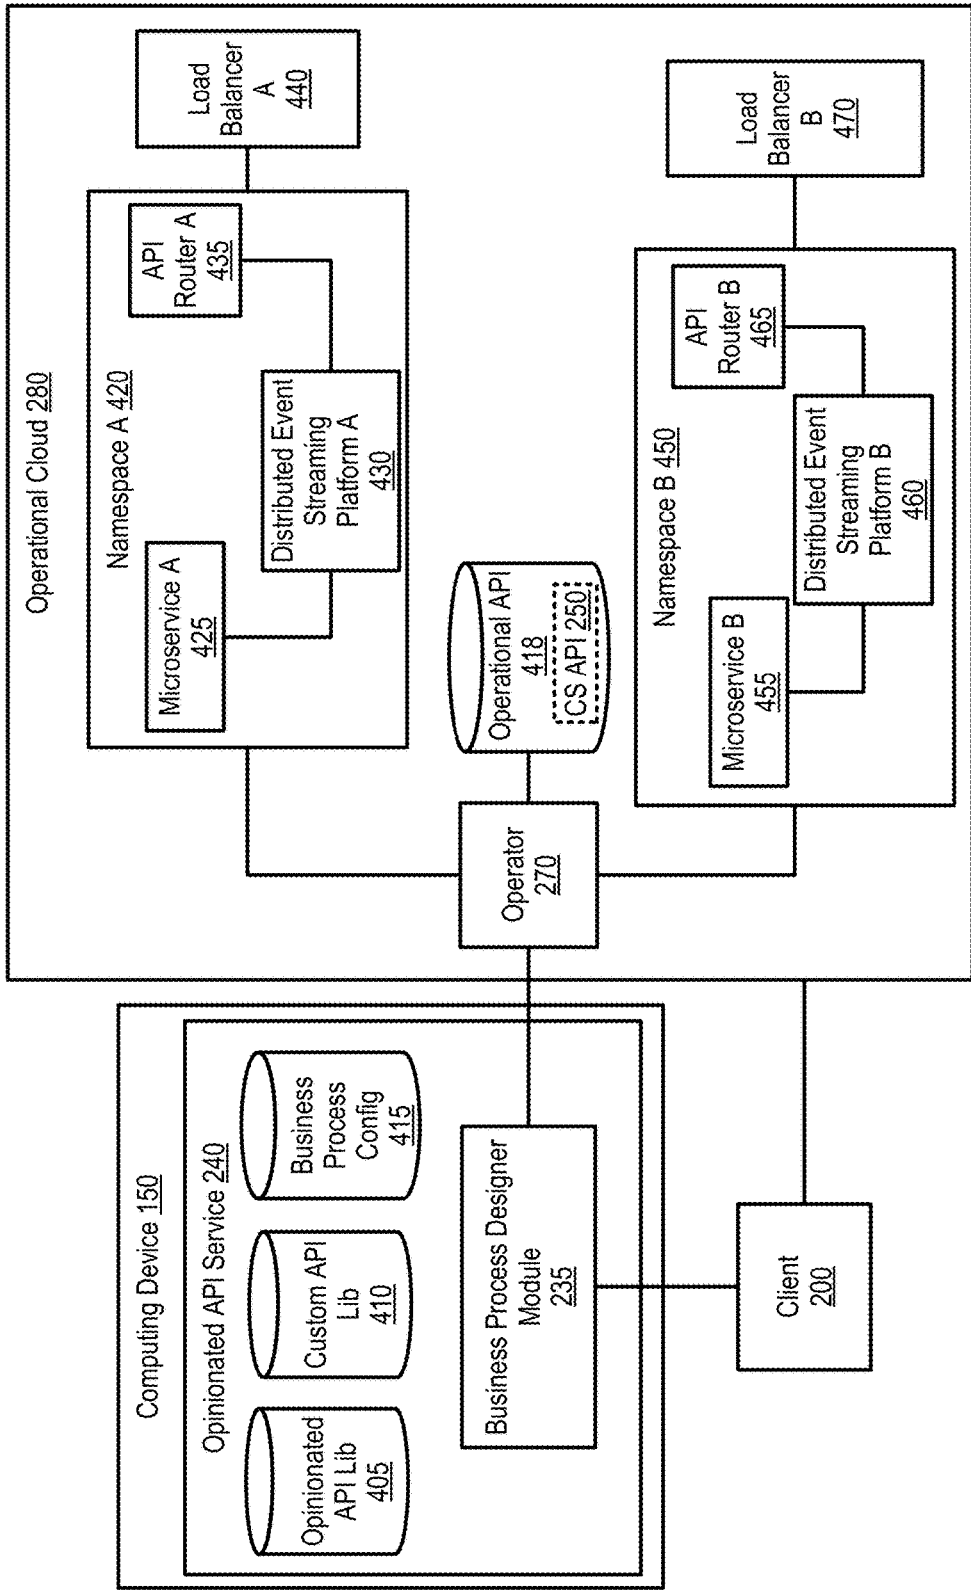 Computing Device 150
Opinionated API Service 240
Opinionated
API Lib
405
Custom API
Lib
410
Business
Process
Config
415
Business Process Designer
Module
235
Client
200
Operational Cloud 280
Operator
270
Operational API
418
CS API 250
Namespace A 420
Microservice A
425
Distributed Event
Streaming
Platform A
430
API
Router A
435
Load
Balancer
A
440
Namespace B 450
Microservice B
455
Distributed Event
Streaming
Platform B
460
API
Router B
465
Load
Balancer
B
470